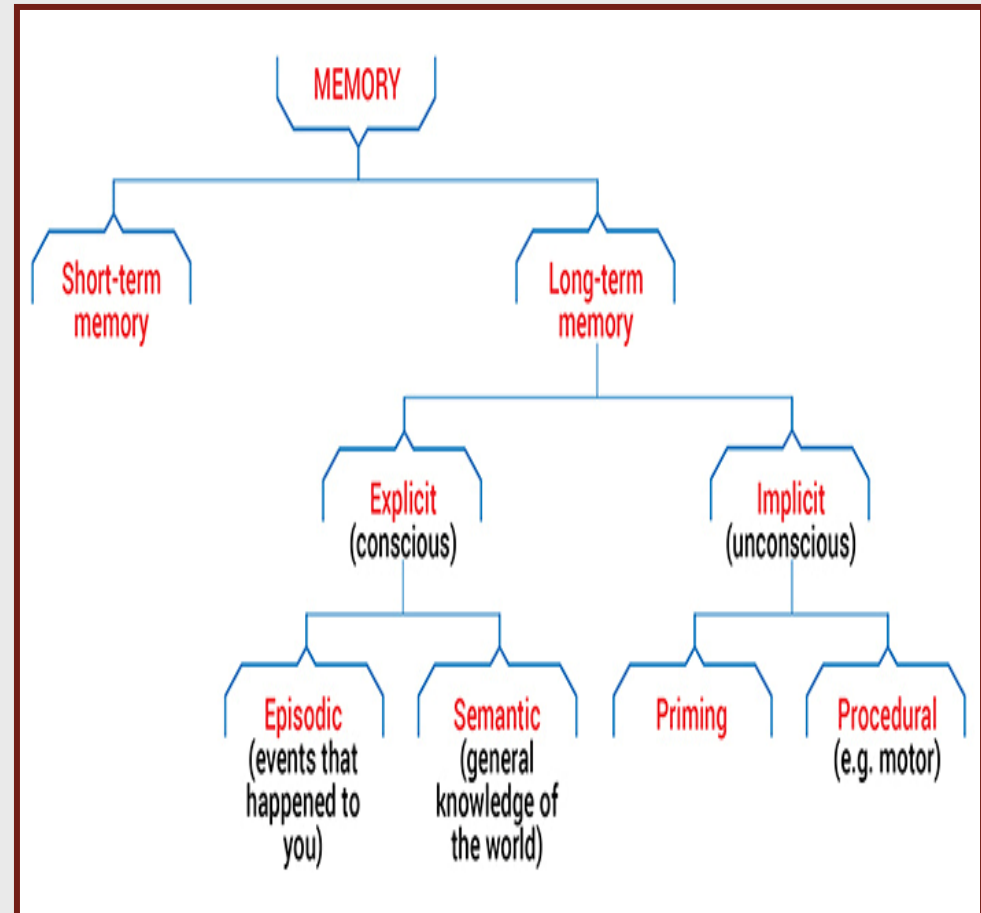 MEMORY
Short-term
memory
Long-term
memory
Explicit
(conscious)
Implicit
(unconscious)
Episodic
(events that
happened to
you)
Semantic
(general
knowledge of
the world)
Priming
Procedural
(e.g. motor)